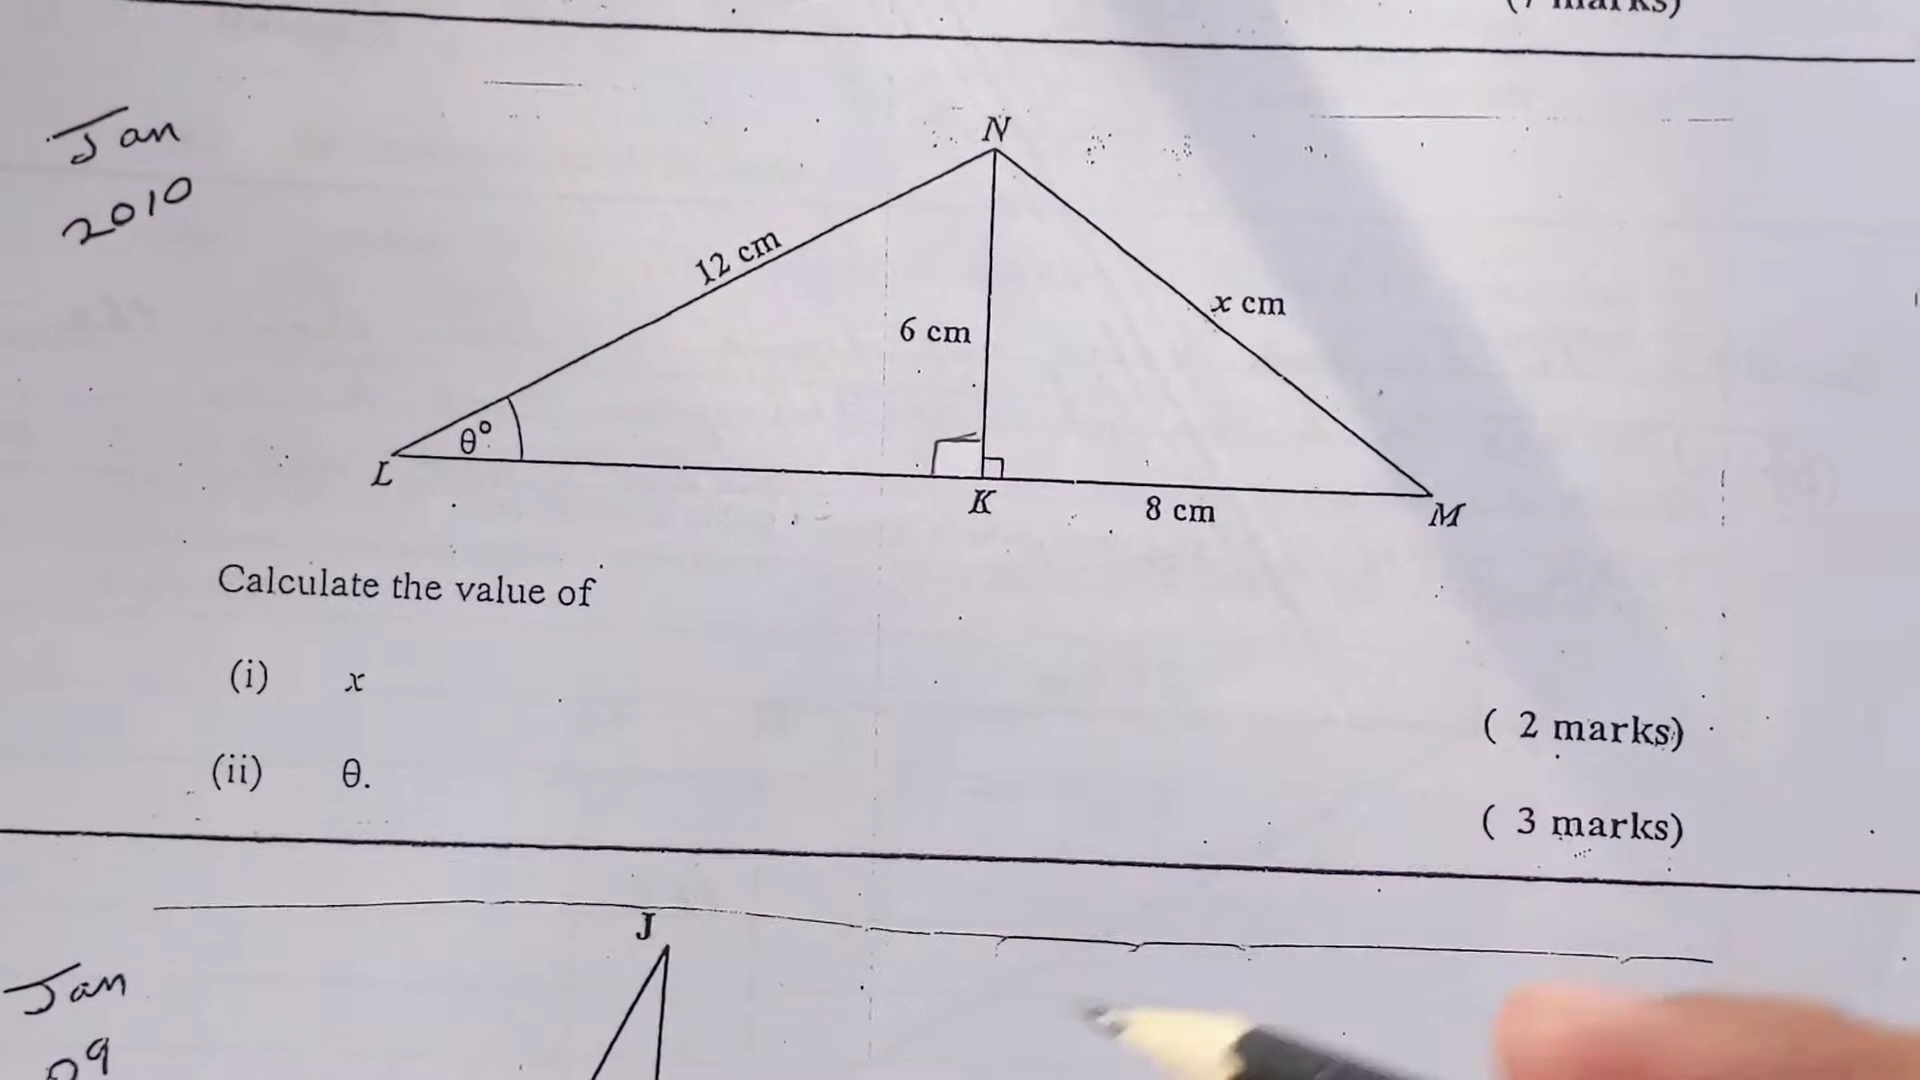 marks)
Jan
2010
N
12 cm
x cm
6 cm
θ°
L
K
8 cm
M
Calculate the value of
(i) x
( 2 marks)
(ii) θ.
( 3 marks)
J
Jan
09